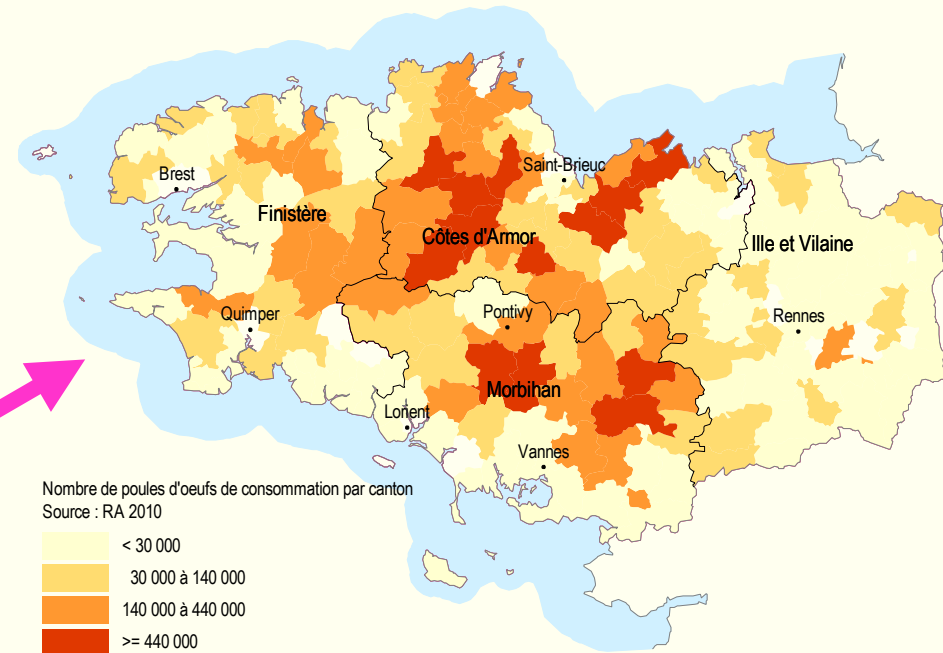 Saint-Brieuc
Brest
Finistère
Côtes d'Armor
Ille et Vilaine
Quimper
Pontivy
Rennes
Morbihan
Lorient
Vannes
Nombre de poules d'oeufs de consommation par canton
Source : RA 2010
< 30 000
30 000 à 140 000
140 000 à 440 000
>= 440 000